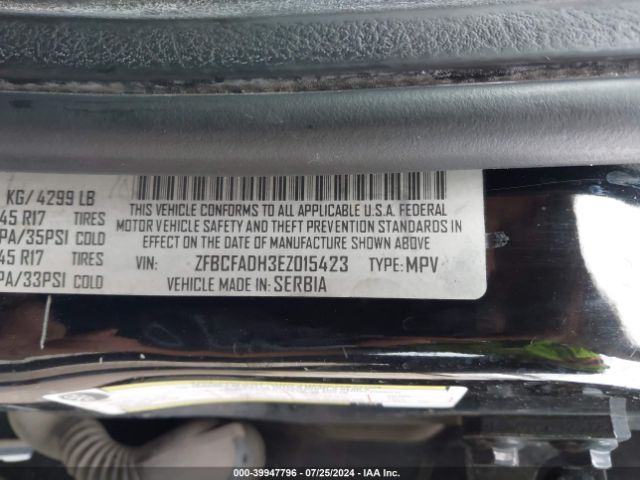 KG/ 4299 LB
45 R17 TIRES
PA/35PSI COLD
45 R17 TIRES
PA/33PSI COLD
THIS VEHICLE CONFORMS TO ALL APPLICABLE U.S.A. FEDERAL
MOTOR VEHICLE SAFETY AND THEFT PREVENTION STANDARDS IN
EFFECT ON THE DATE OF MANUFACTURE SHOWN ABOVE
VIN: ZFBCFADH3EZ015423 TYPE: MPV
VEHICLE MADE IN: SERBIA
000-39947796 - 07/25/2024 - IAA Inc.